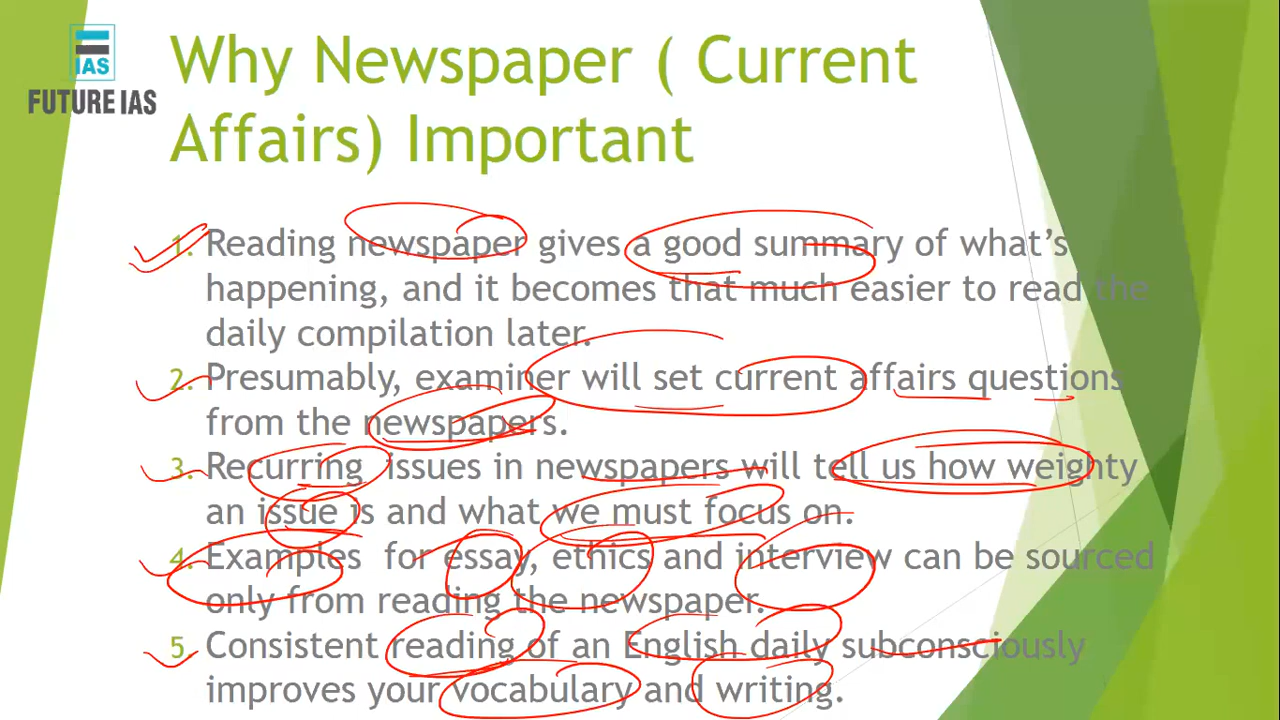 IAS
FUTURE IAS
Why Newspaper ( Current
Affairs) Important
1. Reading newspaper gives a good summary of what’s
happening, and it becomes that much easier to read the
daily compilation later.
2. Presumably, examiner will set current affairs questions
from the newspapers.
3. Recurring issues in newspapers will tell us how weighty
an issue is and what we must focus on.
4. Examples for essay, ethics and interview can be sourced
only from reading the newspaper.
5. Consistent reading of an English daily subconsciously
improves your vocabulary and writing.